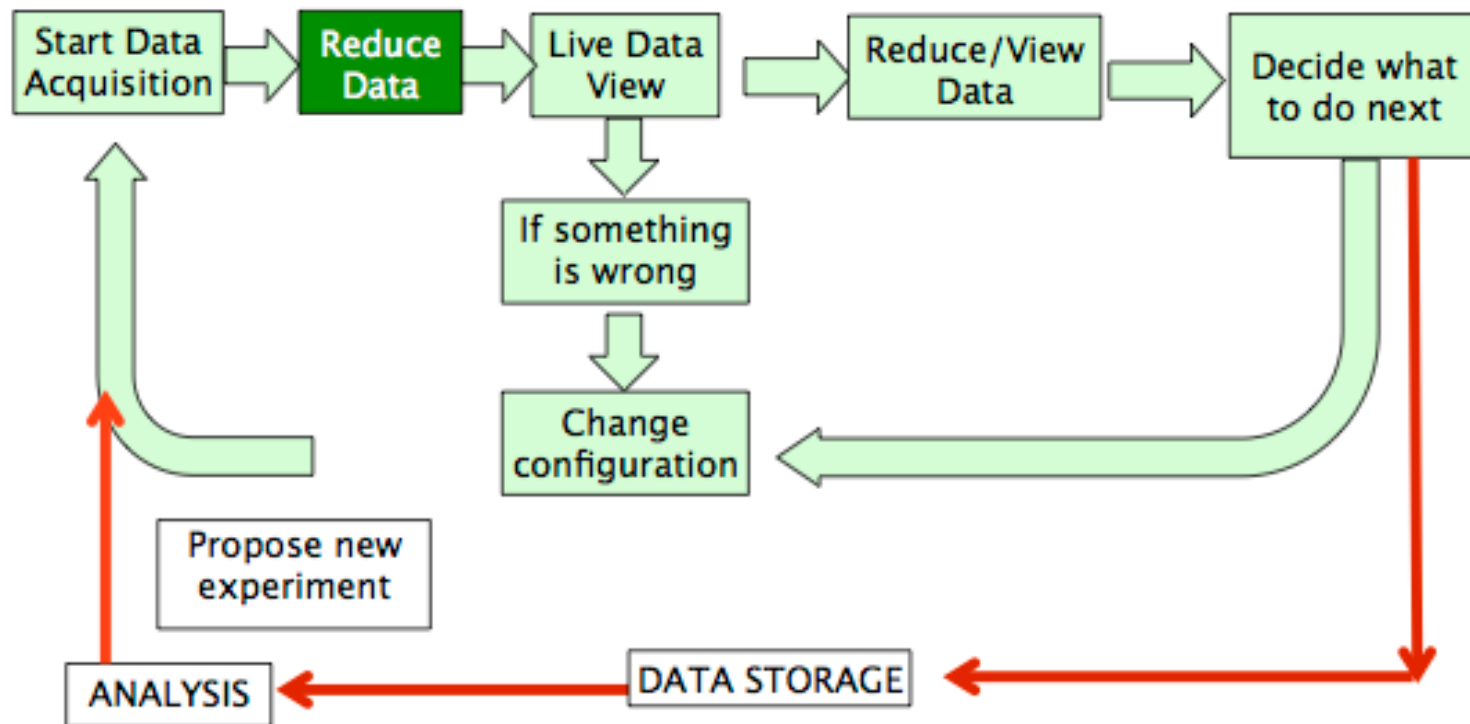 Start Data
Acquisition
Reduce
Data
Live Data
View
Reduce/View
Data
Decide what
to do next
If something
is wrong
Change
configuration
Propose new
experiment
ANALYSIS
DATA STORAGE